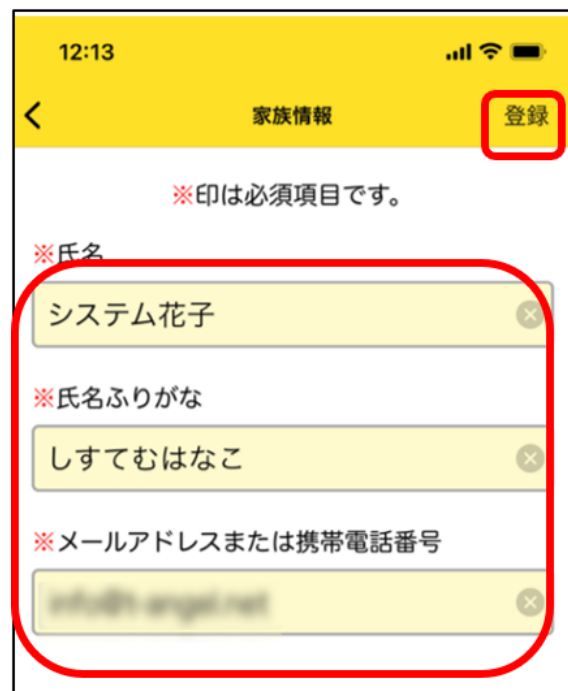 12:13
家族情報
登録
※印は必須項目です。
※氏名
システム花子
※氏名ふりがな
しすてむはなこ
※メールアドレスまたは携帯電話番号